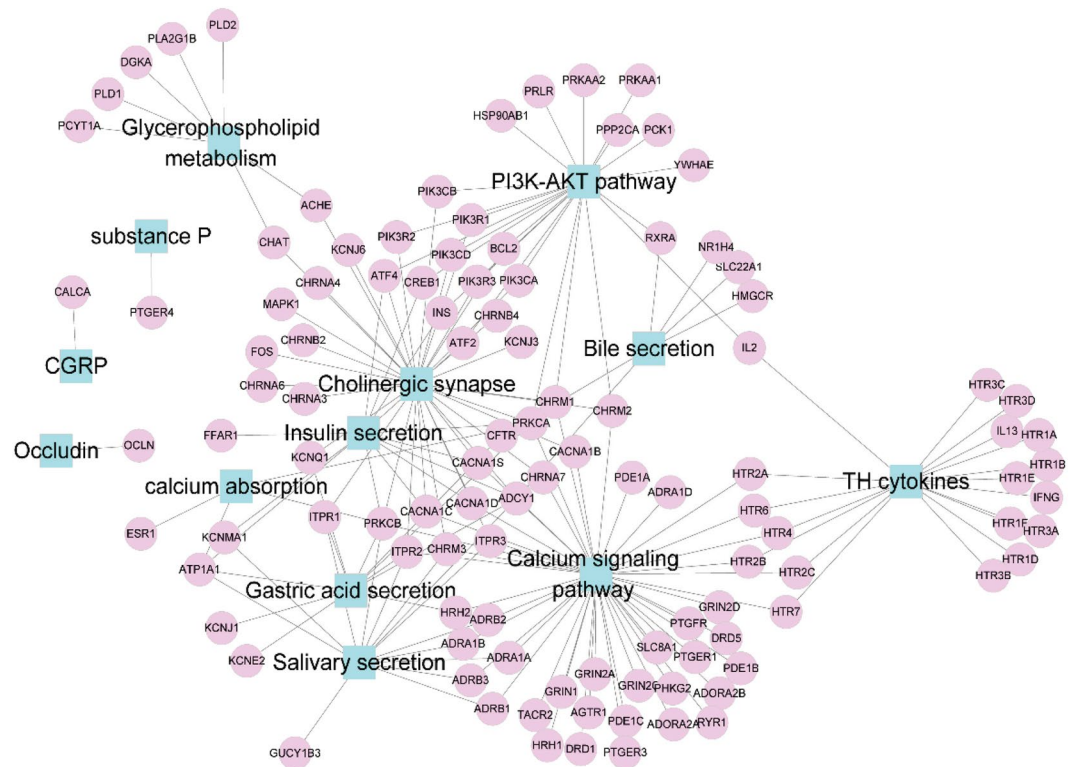 PLD2
PLA2G1B
DGKA
PLD1
PCYT1A
Glycerophospholipid
metabolism
PRKAA2
PRKAA1
PRLR
HSP90AB1
PPP2CA
PCK1
YWHAE
PI3K-AKT pathway
substance P
ACHE
CHAT
KCNJ6
PIK3CB
PIK3R1
PIK3R2
PIK3CD
BCL2
RXRA
NR1H4
SLC22A1
HMGCR
CALCA
PTGER4
CHRNA4
ATF4
CREB1
PIK3R3
PIK3CA
MAPK1
INS
CHRNB4
CHRNB2
ATF2
KCNJ3
Bile secretion
IL2
CGRP
FOS
CHRNA6
CHRNA3
Cholinergic synapse
CHRM1
CHRM2
HTR3C
HTR3D
IL13
HTR1A
Occludin
OCLN
FFAR1
Insulin secretion
PRKCA
CFTR
CACNA1B
KCNQ1
CACNA1S
CHRNA7
PDE1A
ADRA1D
HTR2A
TH cytokines
HTR1B
HTR1E
IFNG
calcium absorption
CACNA1D
ADCY1
CACNA1C
ITPR1
PRKCB
HTR6
HTR4
HTR1F
HTR3A
ESR1
KCNMA1
ITPR2
CHRM3
ITPR3
Calcium signaling
pathway
HTR2B
HTR2C
HTR1D
HTR3B
ATP1A1
Gastric acid secretion
HTR7
KCNJ1
HRH2
ADRB2
GRIN2D
PTGFR
DRD5
KCNE2
ADRA1B
SLC8A1
PTGER1
PDE1B
Salivary secretion
ADRA1A
ADRB3
GRIN2A
GRIN2C
PHKG2
ADORA2B
GRIN1
ADRB1
TACR2
AGTR1
PDE1C
ADORA2A
RYR1
GUCY1B3
HRH1
DRD1
PTGER3